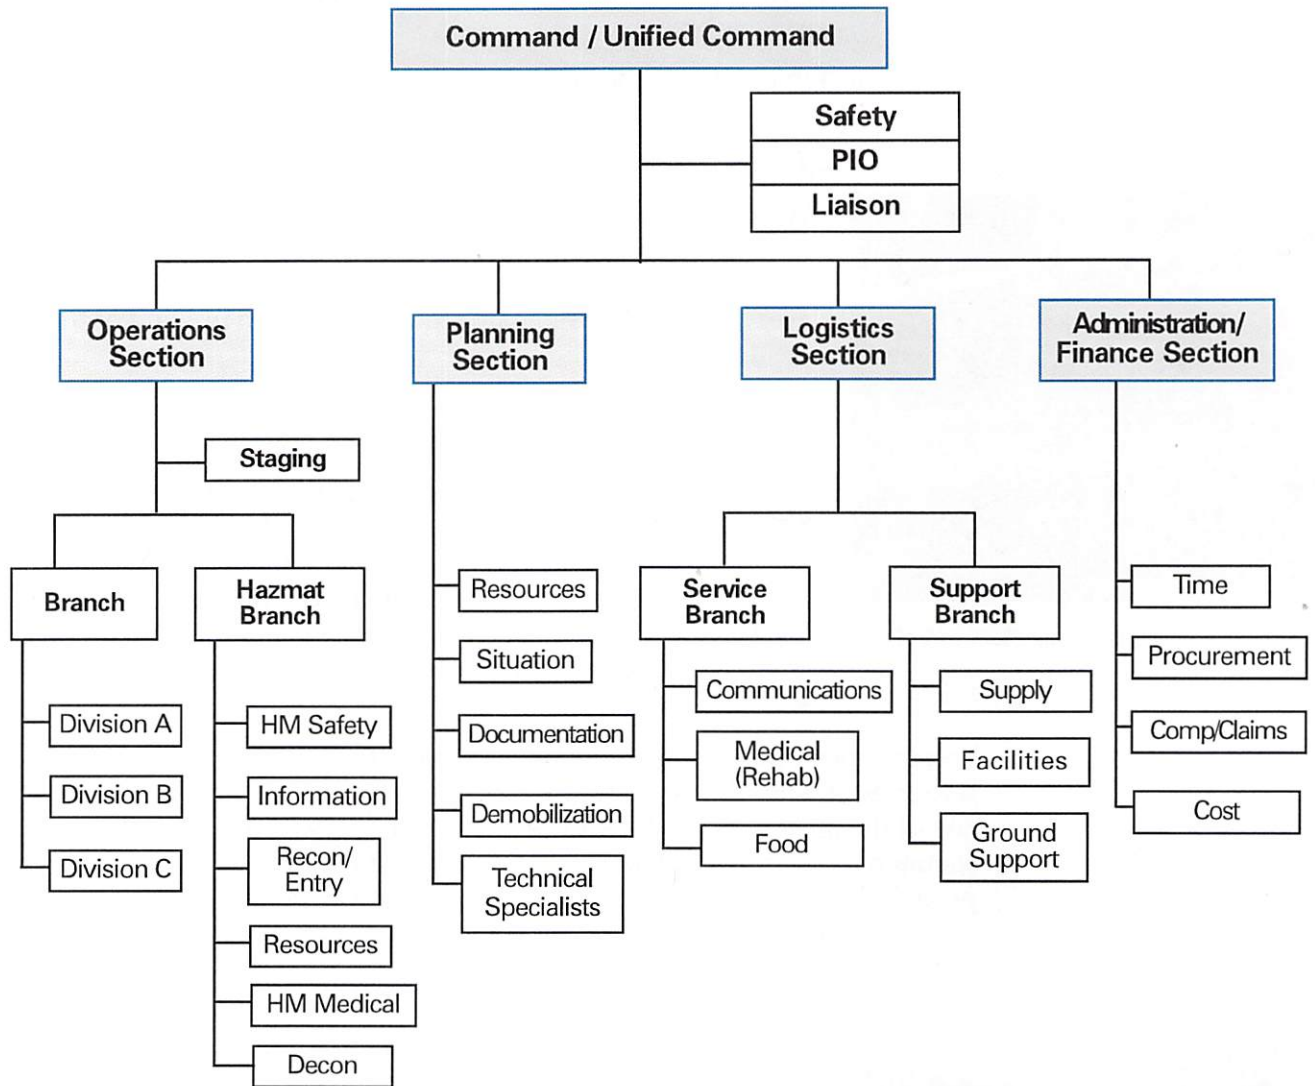 Command / Unified Command
Safety
PIO
Liaison
Operations
Section
Planning
Section
Logistics
Section
Administration/
Finance Section
Staging
Branch
Hazmat
Branch
Service
Branch
Support
Branch
Division A
Division B
Division C
HM Safety
Information
Recon/
Entry
Resources
HM Medical
Decon
Resources
Situation
Documentation
Demobilization
Technical
Specialists
Communications
Medical
(Rehab)
Food
Supply
Facilities
Ground
Support
Time
Procurement
Comp/Claims
Cost